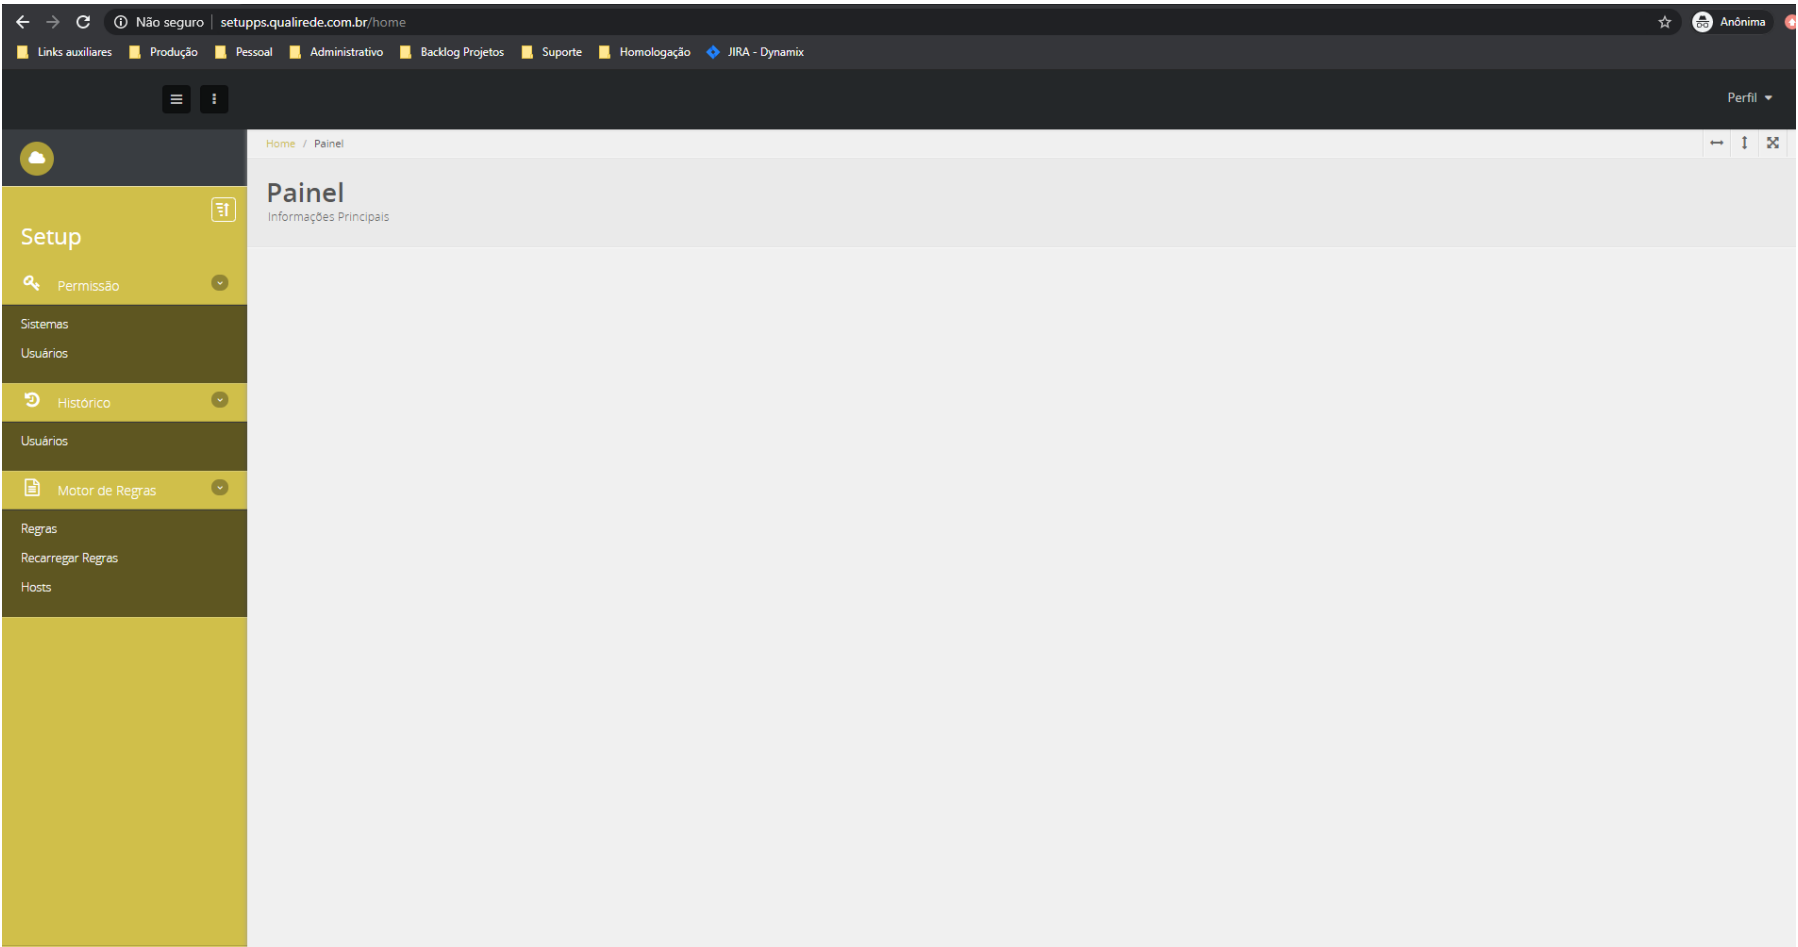 Não seguro | setupps.qualirede.com.br/home
Anônima
Links auxiliares Produção Pessoal Administrativo Backlog Projetos Suporte Homologação JIRA - Dynamix
Perfil
Home / Painel
Painel
Informações Principais
Setup
Permissão
Sistemas
Usuários
Histórico
Usuários
Motor de Regras
Regras
Recarregar Regras
Hosts